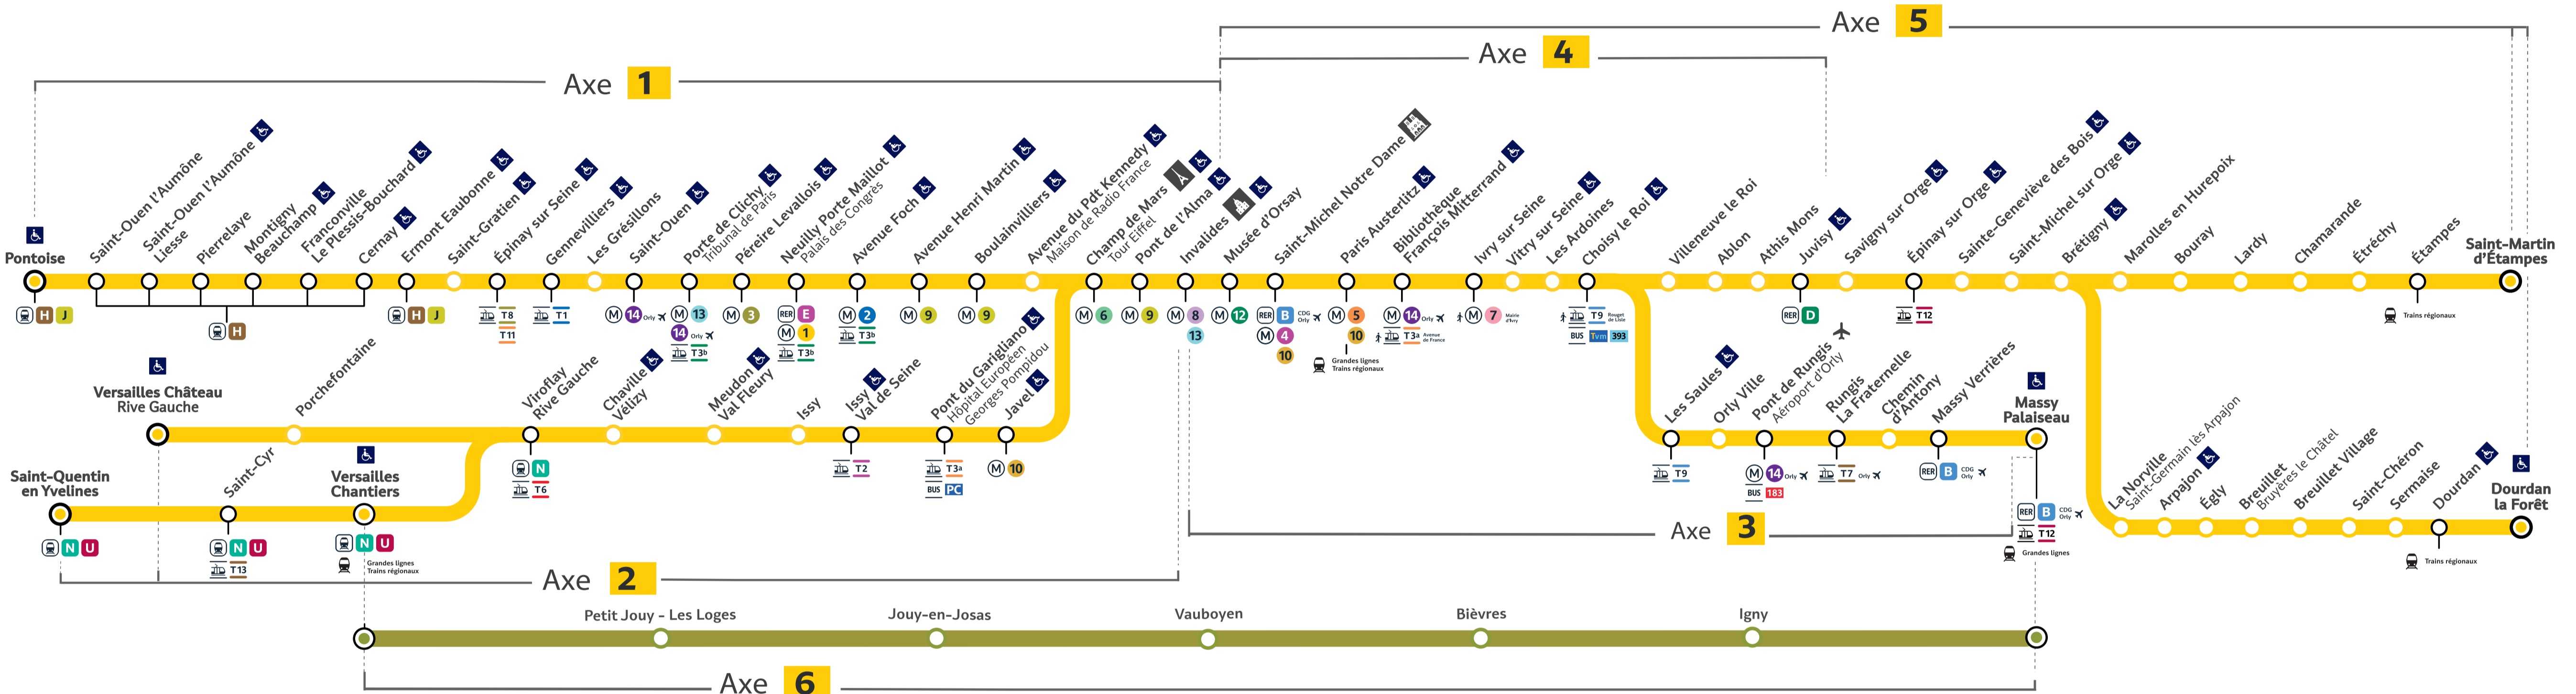 Axe 5
Axe 4
Axe 1
Pontoise
Saint-Ouen l'Aumône
Saint-Ouen l'Aumône
Liesse
Pierrelaye
Montigny
Beauchamp
Franconville
Le Plessis-Bouchard
Cernay
Ermont Eaubonne
Saint-Gratien
Épinay sur Seine
Gennevilliers
Les Grésillons
Saint-Ouen
Porte de Clichy
Tribunal de Paris
Péreire Levallois
Neuilly Porte Maillot
Palais des Congrès
Avenue Foch
Avenue Henri Martin
Boulainvilliers
Avenue du Pdt Kennedy
Maison de Radio France
Champ de Mars
Tour Eiffel
Pont de l'Alma
Invalides
Musée d'Orsay
Saint-Michel Notre Dame
Paris Austerlitz
Bibliothèque
François Mitterrand
Ivry sur Seine
Vitry sur Seine
Les Ardoines
Choisy le Roi
Villeneuve le Roi
Ablon
Athis Mons
Juvisy
Savigny sur Orge
Épinay sur Orge
Sainte-Geneviève des Bois
Saint-Michel sur Orge
Brétigny
Marolles en Hurepoix
Bouray
Lardy
Chamarande
Étréchy
Étampes
Saint-Martin
d'Étampes
H J
H
H J
T8
T11
T1
M 14 Orly
M 13
14 Orly
T3b
M 3
RER E
M 1
T3b
M 2
T3b
M 9
M 9
M 6
M 9
M 8
13
M 12
RER B CDG
Orly
M 4
10
M 5
10
Grandes lignes
Trains régionaux
M 14 Orly
T3a Avenue
de France
M 7 Mairie
d'Ivry
T9 Rouget
de Lisle
BUS Tvm 393
RER D
T12
Trains régionaux
Versailles Château
Rive Gauche
Porchefontaine
Viroflay
Rive Gauche
Chaville
Vélizy
Meudon
Val Fleury
Issy
Issy
Val de Seine
Pont du Garigliano
Hôpital Européen
Georges Pompidou
Javel
N
T6
T2
T3a
BUS PC
M 10
Les Saules
Orly Ville
Pont de Rungis
Aéroport d'Orly
Rungis
La Fraternelle
Chemin
d'Antony
Massy Verrières
Massy
Palaiseau
T9
M 14 Orly
BUS 183
T7 Orly
RER B CDG
Orly
RER B CDG
Orly
T12
Grandes lignes
Saint-Quentin
en Yvelines
Saint-Cyr
Versailles
Chantiers
N U
N U
T13
N U
Grandes lignes
Trains régionaux
La Norville
Saint-Germain lès Arpajon
Arpajon
Égly
Breuillet
Bruyères le Châtel
Breuillet Village
Saint-Chéron
Sermaise
Dourdan
Dourdan
la Forêt
Trains régionaux
Axe 3
Axe 2
Petit Jouy - Les Loges
Jouy-en-Josas
Vauboyen
Bièvres
Igny
Axe 6